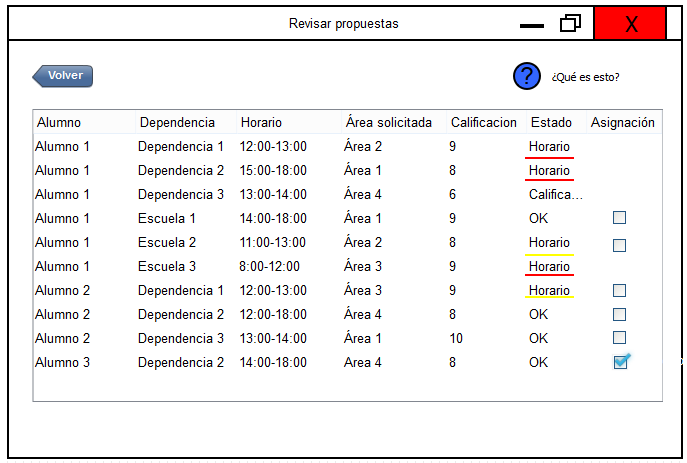 Revisar propuestas X
Volver ? ¿Qué es esto?
Alumno Dependencia Horario Área solicitada Calificacion Estado Asignación
Alumno 1 Dependencia 1 12:00-13:00 Área 2 9 Horario
Alumno 1 Dependencia 2 15:00-18:00 Área 1 8 Horario
Alumno 1 Dependencia 3 13:00-14:00 Área 4 6 Califica...
Alumno 1 Escuela 1 14:00-18:00 Área 1 9 OK
Alumno 1 Escuela 2 11:00-13:00 Área 2 8 Horario
Alumno 1 Escuela 3 8:00-12:00 Área 3 9 Horario
Alumno 2 Dependencia 1 12:00-13:00 Área 3 9 Horario
Alumno 2 Dependencia 2 12:00-18:00 Área 4 8 OK
Alumno 2 Dependencia 3 13:00-14:00 Área 1 10 OK
Alumno 3 Dependencia 2 14:00-18:00 Area 4 8 OK